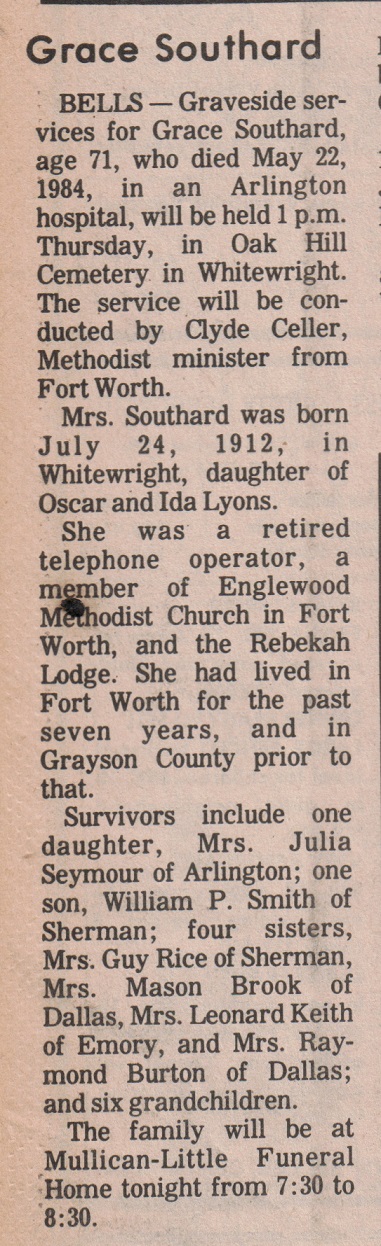 Grace Southard
BELLS — Graveside ser-
vices for Grace Southard,
age 71, who died May 22,
1984, in an Arlington
hospital, will be held 1 p.m.
Thursday, in Oak Hill
Cemetery in Whitewright.
The service will be con-
ducted by Clyde Celler,
Methodist minister from
Fort Worth.
Mrs. Southard was born
July 24, 1912, in
Whitewright, daughter of
Oscar and Ida Lyons.
She was a retired
telephone operator, a
member of Englewood
Methodist Church in Fort
Worth, and the Rebekah
Lodge. She had lived in
Fort Worth for the past
seven years, and in
Grayson County prior to
that.
Survivors include one
daughter, Mrs. Julia
Seymour of Arlington; one
son, William P. Smith of
Sherman; four sisters,
Mrs. Guy Rice of Sherman,
Mrs. Mason Brook of
Dallas, Mrs. Leonard Keith
of Emory, and Mrs. Ray-
mond Burton of Dallas;
and six grandchildren.
The family will be at
Mullican-Little Funeral
Home tonight from 7:30 to
8:30.